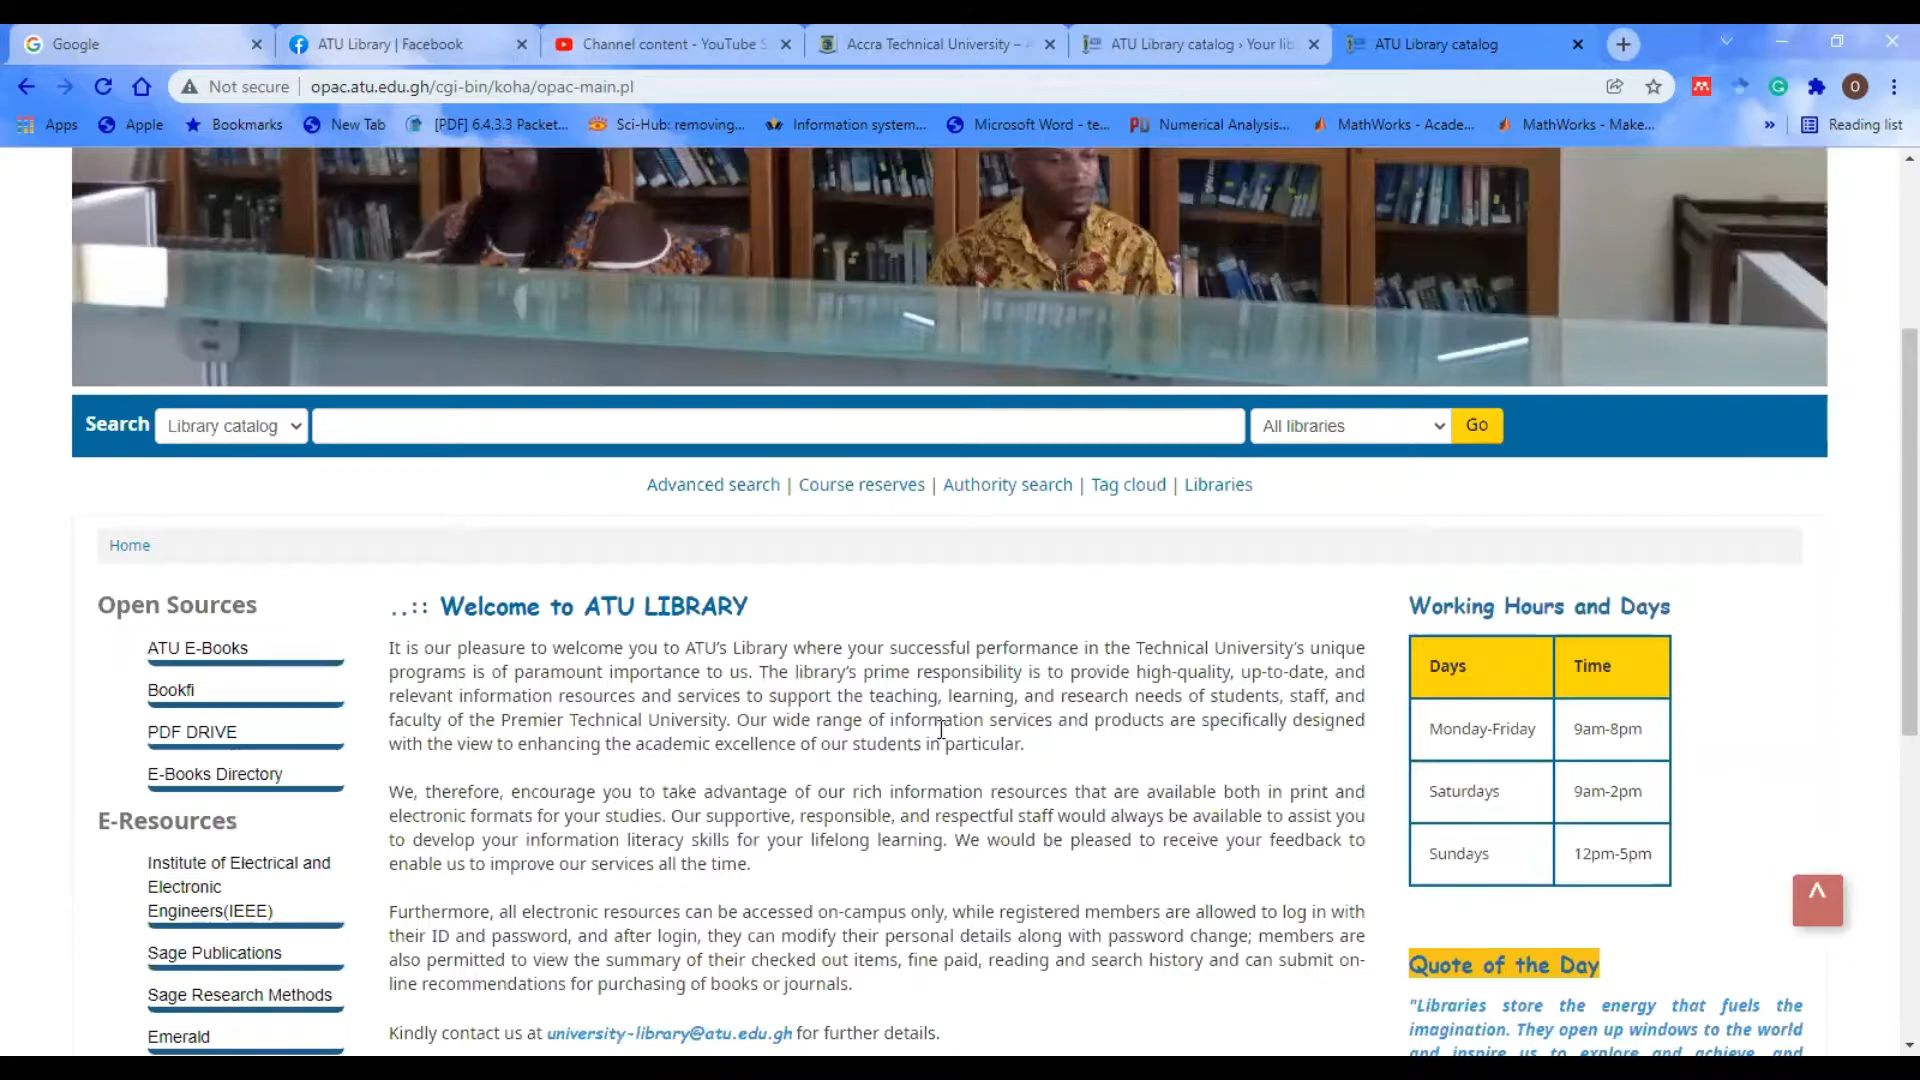 Google
ATU Library | Facebook
Channel content - YouTube S
Accra Technical University –
ATU Library catalog › Your lib
ATU Library catalog
Not secure
opac.atu.edu.gh/cgi-bin/koha/opac-main.pl
O
Apps
Apple
Bookmarks
New Tab
[PDF] 6.4.3.3 Packet...
Sci-Hub: removing...
Information system...
Microsoft Word - te...
Numerical Analysis...
MathWorks - Acade...
MathWorks - Make...
»
Reading list
Search
Library catalog
All libraries
Go
Advanced search | Course reserves | Authority search | Tag cloud | Libraries
Home
Open Sources
ATU E-Books
Bookfi
PDF DRIVE
E-Books Directory
E-Resources
Institute of Electrical and
Electronic
Engineers(IEEE)
Sage Publications
Sage Research Methods
Emerald
..:: Welcome to ATU LIBRARY
It is our pleasure to welcome you to ATU's Library where your successful performance in the Technical University's unique
programs is of paramount importance to us. The library's prime responsibility is to provide high-quality, up-to-date, and
relevant information resources and services to support the teaching, learning, and research needs of students, staff, and
faculty of the Premier Technical University. Our wide range of information services and products are specifically designed
with the view to enhancing the academic excellence of our students in particular.
We, therefore, encourage you to take advantage of our rich information resources that are available both in print and
electronic formats for your studies. Our supportive, responsible, and respectful staff would always be available to assist you
to develop your information literacy skills for your lifelong learning. We would be pleased to receive your feedback to
enable us to improve our services all the time.
Furthermore, all electronic resources can be accessed on-campus only, while registered members are allowed to log in with
their ID and password, and after login, they can modify their personal details along with password change; members are
also permitted to view the summary of their checked out items, fine paid, reading and search history and can submit on-
line recommendations for purchasing of books or journals.
Kindly contact us at university-library@atu.edu.gh for further details.
Working Hours and Days
Days Time
Monday-Friday 9am-8pm
Saturdays 9am-2pm
Sundays 12pm-5pm
^
Quote of the Day
"Libraries store the energy that fuels the
imagination. They open up windows to the world
and inspire us to explore and achieve, and